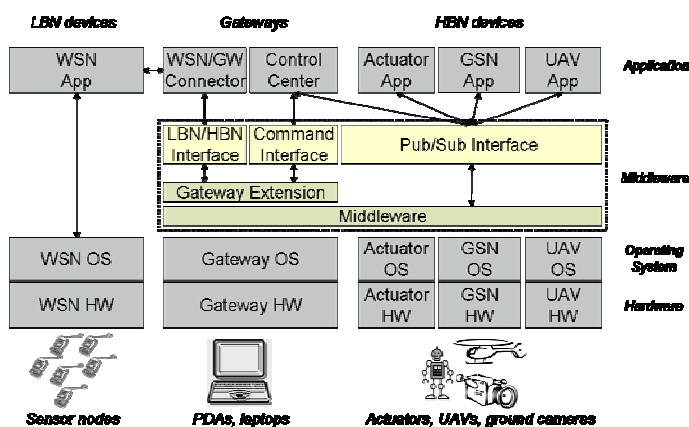 LBN devices
Gateways
HBN devices
WSN
App
WSN/GW
Connector
Control
Center
Actuator
App
GSN
App
UAV
App
Application
LBN/HBN
Interface
Command
Interface
Pub/Sub Interface
Gateway Extension
Middleware
Middleware
WSN OS
Gateway OS
Actuator
OS
GSN
OS
UAV
OS
Operating
System
WSN HW
Gateway HW
Actuator
HW
GSN
HW
UAV
HW
Hardware
Sensor nodes
PDAs, laptops
Actuators, UAVs, ground cameras